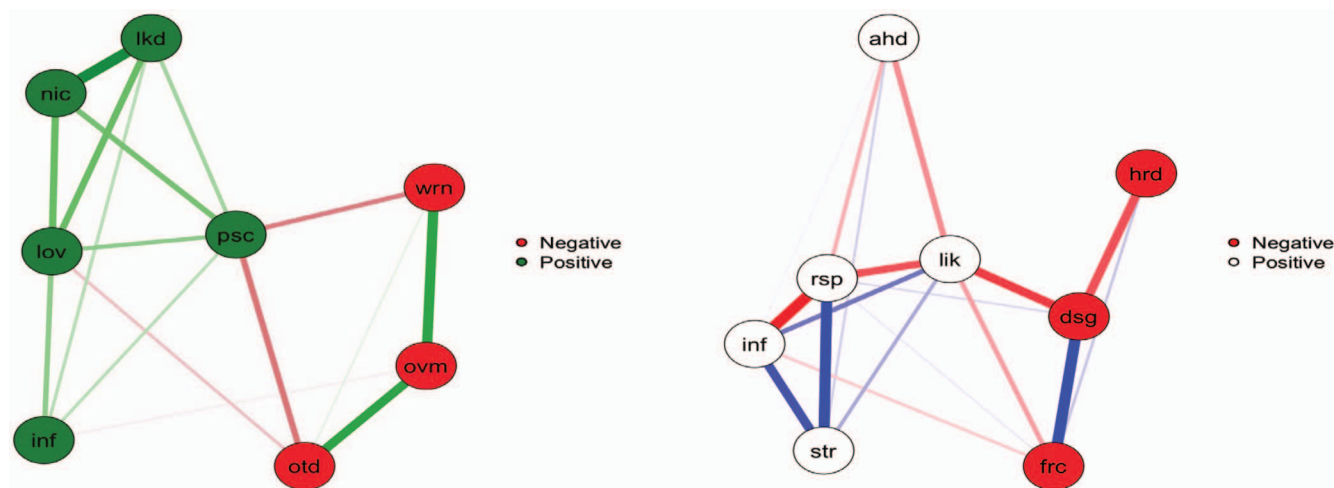 lkd
nic
wrn
psc
lov
Negative
Positive
ovm
inf
otd
ahd
hrd
lik
rsp
Negative
Positive
dsg
inf
str
frc